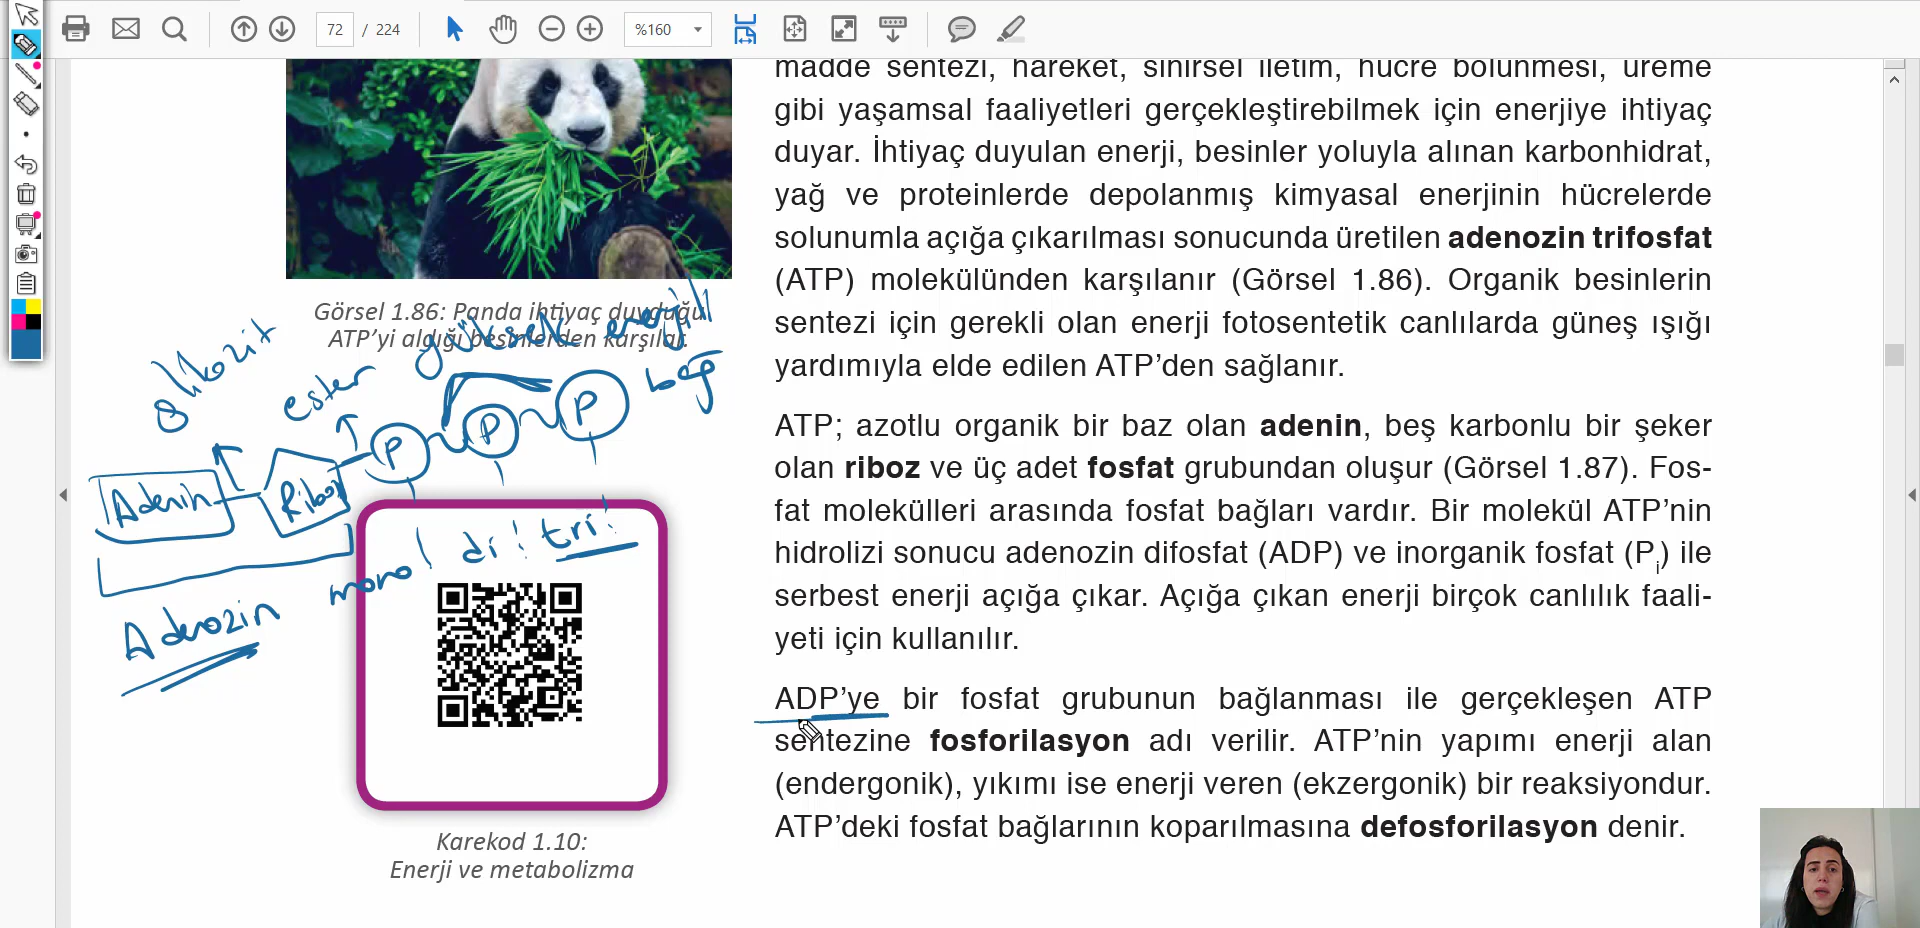 72 / 224
%160
madde sentezi, hareket, sinirsel iletim, hücre bölünmesi, üreme
gibi yaşamsal faaliyetleri gerçekleştirebilmek için enerjiye ihtiyaç
duyar. İhtiyaç duyulan enerji, besinler yoluyla alınan karbonhidrat,
yağ ve proteinlerde depolanmış kimyasal enerjinin hücrelerde
solunumla açığa çıkarılması sonucunda üretilen adenozin trifosfat
(ATP) molekülünden karşılanır (Görsel 1.86). Organik besinlerin
sentezi için gerekli olan enerji fotosentetik canlılarda güneş ışığı
yardımıyla elde edilen ATP’den sağlanır.
ATP; azotlu organik bir baz olan adenin, beş karbonlu bir şeker
olan riboz ve üç adet fosfat grubundan oluşur (Görsel 1.87). Fos-
fat molekülleri arasında fosfat bağları vardır. Bir molekül ATP’nin
hidrolizi sonucu adenozin difosfat (ADP) ve inorganik fosfat (Pi) ile
serbest enerji açığa çıkar. Açığa çıkan enerji birçok canlılık faali-
yeti için kullanılır.
ADP’ye bir fosfat grubunun bağlanması ile gerçekleşen ATP
sentezine fosforilasyon adı verilir. ATP’nin yapımı enerji alan
(endergonik), yıkımı ise enerji veren (ekzergonik) bir reaksiyondur.
ATP’deki fosfat bağlarının koparılmasına defosforilasyon denir.
Görsel 1.86: Panda ihtiyaç duyduğu
ATP’yi aldığı besinlerden karşılar.
glikozit
ester
yüksek enerjili
bağ
Adenin
Riboz
P
P
P
mono! di! tri!
Adenozin
Karekod 1.10:
Enerji ve metabolizma